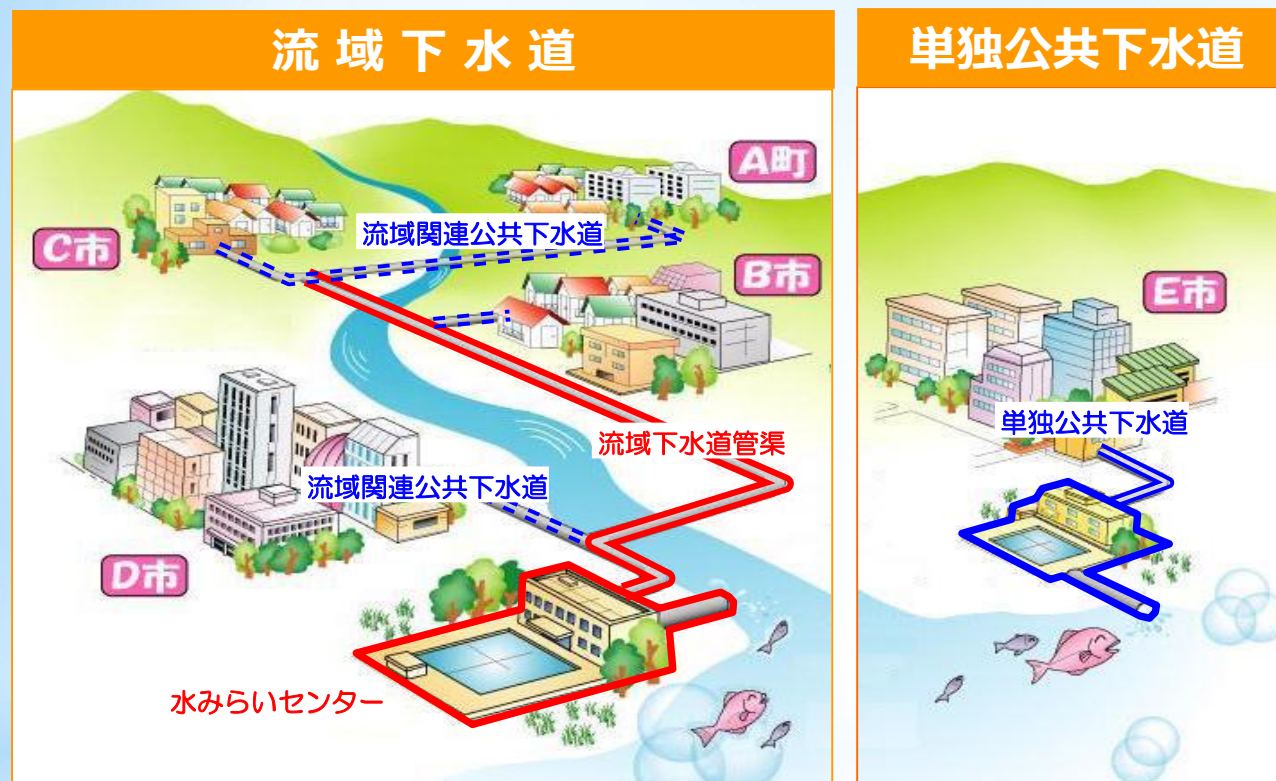 流域下水道
単独公共下水道
A町
流域関連公共下水道
C市
B市
E市
単独公共下水道
流域下水道管渠
流域関連公共下水道
D市
水みらいセンター